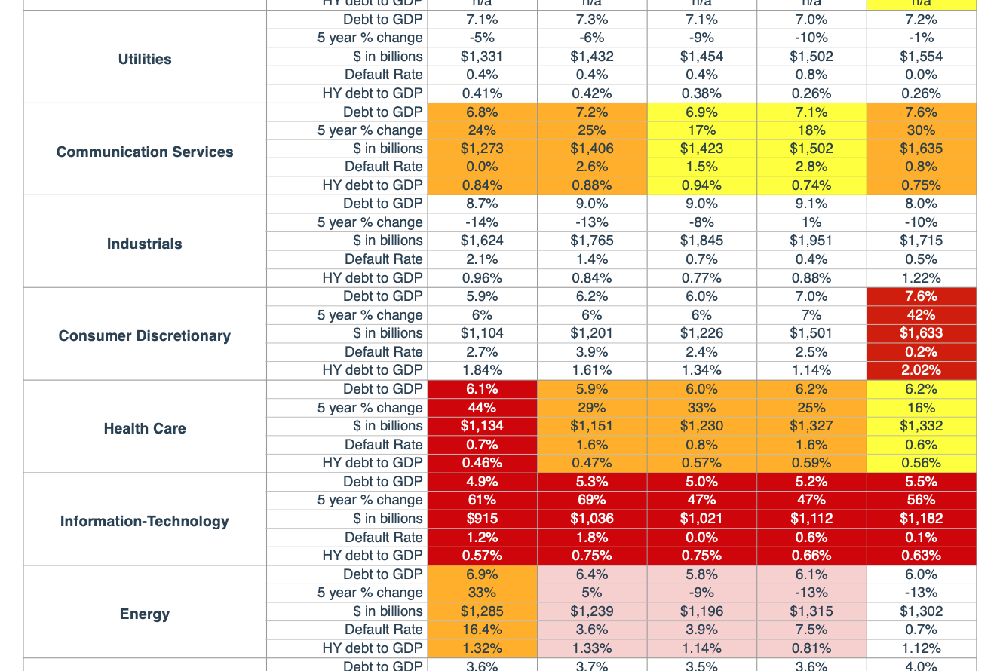 HY debt to GDP n/a n/a n/a n/a n/a
Debt to GDP 7.1% 7.3% 7.1% 7.0% 7.2%
5 year % change -5% -6% -9% -10% -1%
Utilities $ in billions $1,331 $1,432 $1,454 $1,502 $1,554
Default Rate 0.4% 0.4% 0.4% 0.8% 0.0%
HY debt to GDP 0.41% 0.42% 0.38% 0.26% 0.26%
Debt to GDP 6.8% 7.2% 6.9% 7.1% 7.6%
5 year % change 24% 25% 17% 18% 30%
Communication Services $ in billions $1,273 $1,406 $1,423 $1,502 $1,635
Default Rate 0.0% 2.6% 1.5% 2.8% 0.8%
HY debt to GDP 0.84% 0.88% 0.94% 0.74% 0.75%
Debt to GDP 8.7% 9.0% 9.0% 9.1% 8.0%
5 year % change -14% -13% -8% 1% -10%
Industrials $ in billions $1,624 $1,765 $1,845 $1,951 $1,715
Default Rate 2.1% 1.4% 0.7% 0.4% 0.5%
HY debt to GDP 0.96% 0.84% 0.77% 0.88% 1.22%
Debt to GDP 5.9% 6.2% 6.0% 7.0% 7.6%
5 year % change 6% 6% 6% 7% 42%
Consumer Discretionary $ in billions $1,104 $1,201 $1,226 $1,501 $1,633
Default Rate 2.7% 3.9% 2.4% 2.5% 0.2%
HY debt to GDP 1.84% 1.61% 1.34% 1.14% 2.02%
Debt to GDP 6.1% 5.9% 6.0% 6.2% 6.2%
5 year % change 44% 29% 33% 25% 16%
Health Care $ in billions $1,134 $1,151 $1,230 $1,327 $1,332
Default Rate 0.7% 1.6% 0.8% 1.6% 0.6%
HY debt to GDP 0.46% 0.47% 0.57% 0.59% 0.56%
Debt to GDP 4.9% 5.3% 5.0% 5.2% 5.5%
5 year % change 61% 69% 47% 47% 56%
Information-Technology $ in billions $915 $1,036 $1,021 $1,112 $1,182
Default Rate 1.2% 1.8% 0.0% 0.6% 0.1%
HY debt to GDP 0.57% 0.75% 0.75% 0.66% 0.63%
Debt to GDP 6.9% 6.4% 5.8% 6.1% 6.0%
5 year % change 33% 5% -9% -13% -13%
Energy $ in billions $1,285 $1,239 $1,196 $1,315 $1,302
Default Rate 16.4% 3.6% 3.9% 7.5% 0.7%
HY debt to GDP 1.32% 1.33% 1.14% 0.81% 1.12%
Debt to GDP 3.6% 3.7% 3.5% 3.6% 4.0%